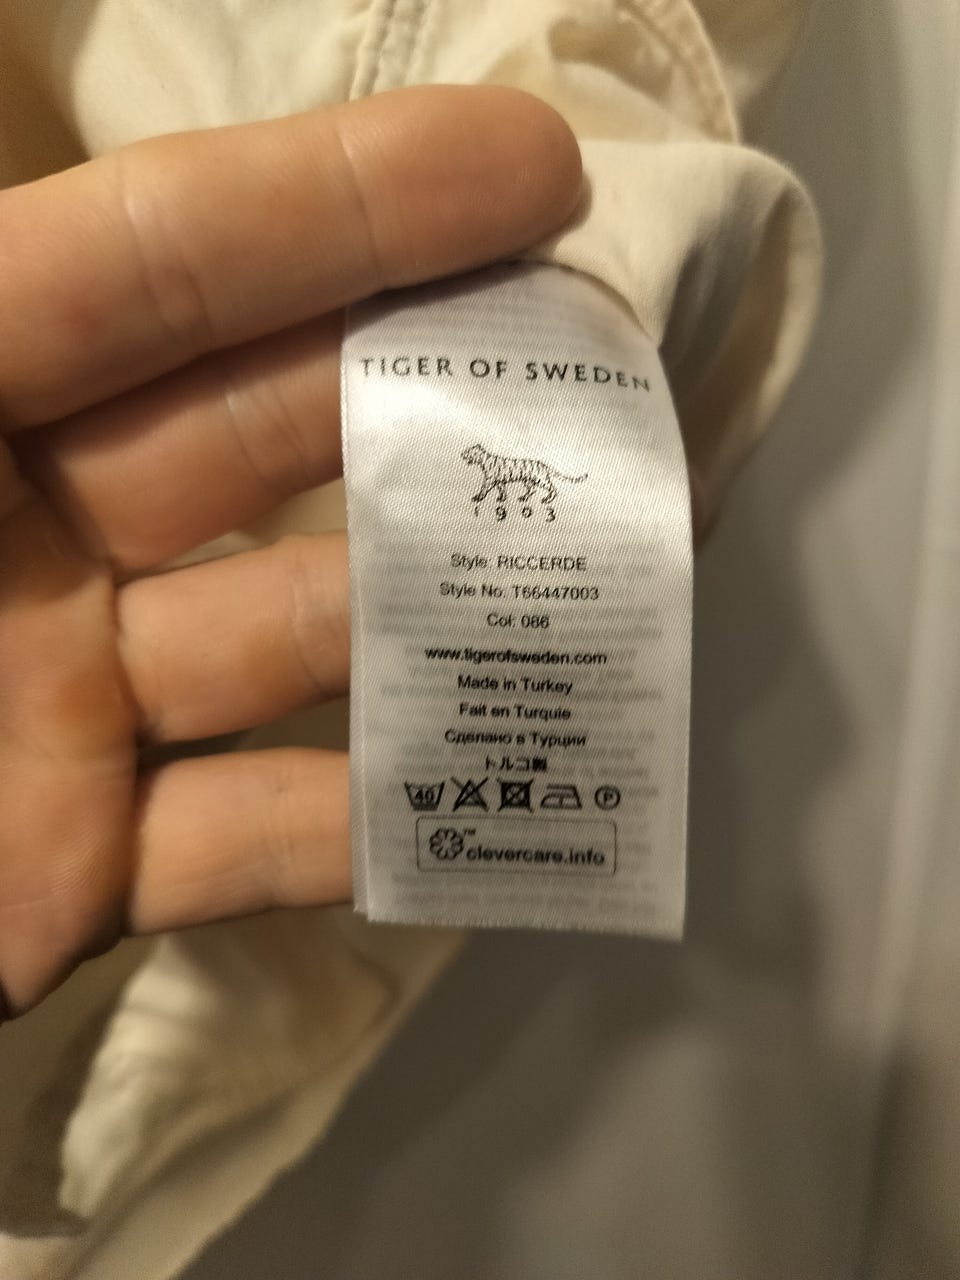 TIGER OF SWEDEN
1903
Style: RICCERDE
Style No: T66447003
Col: 086
www.tigerofsweden.com
Made in Turkey
Fait en Turquie
Сделано в Турции
トルコ製
40 P
clevercare.info™